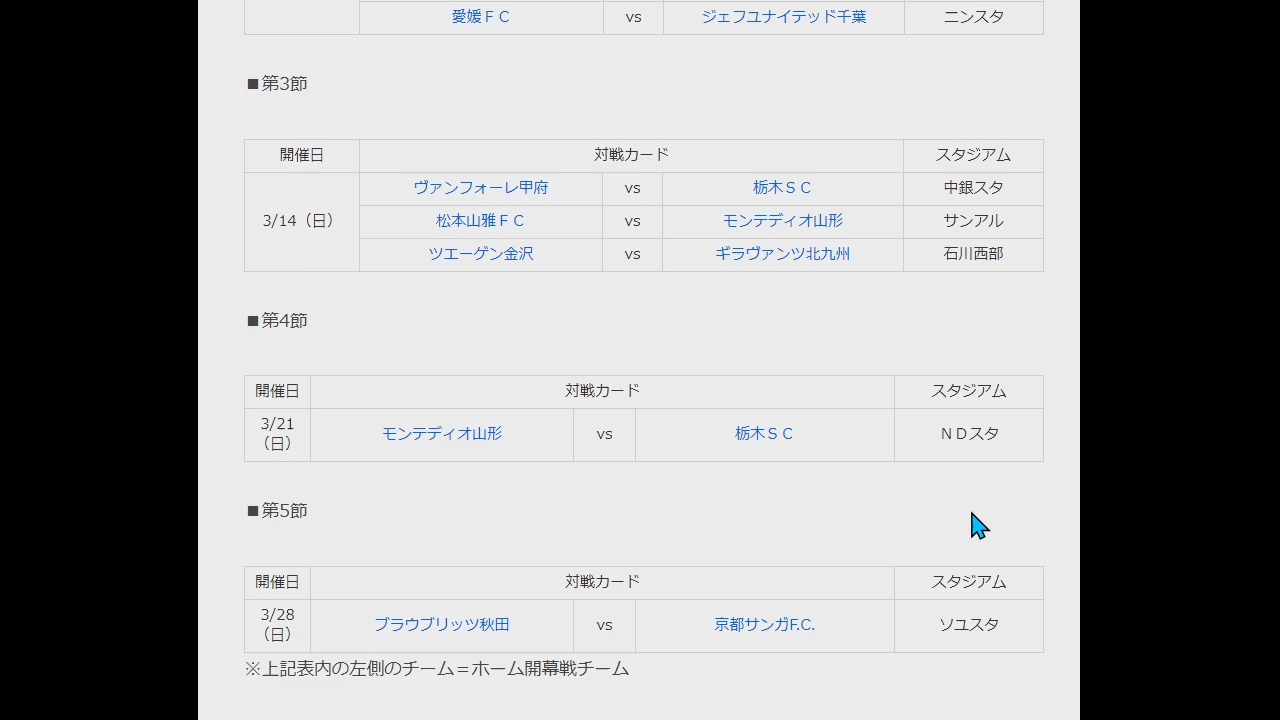 愛媛ＦＣ vs ジェフユナイテッド千葉 ニンスタ
■第3節
開催日 対戦カード スタジアム
ヴァンフォーレ甲府 vs 栃木ＳＣ 中銀スタ
3/14（日） 松本山雅ＦＣ vs モンテディオ山形 サンアル
ツエーゲン金沢 vs ギラヴァンツ北九州 石川西部
■第4節
開催日 対戦カード スタジアム
3/21
（日） モンテディオ山形 vs 栃木ＳＣ ＮＤスタ
■第5節
開催日 対戦カード スタジアム
3/28
（日） ブラウブリッツ秋田 vs 京都サンガF.C. ソユスタ
※上記表内の左側のチーム＝ホーム開幕戦チーム